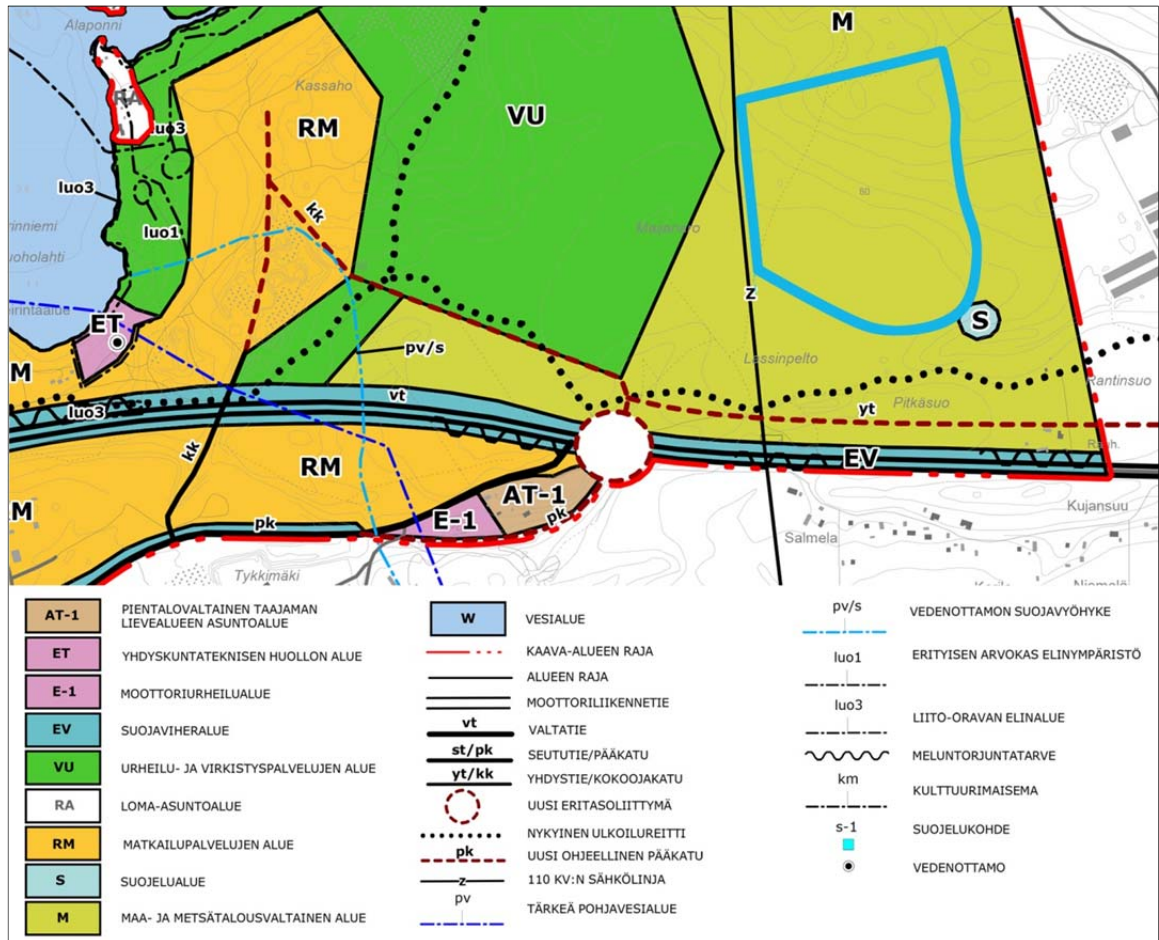 Alaponni
M
Kassaho
RA
RM
VU
luo3
luo3
kk
luo1
Maijanaro
80
ET
z
S
pv/s
Lassinpelto
M
Rantinsuo
vt
Pitkäsuo
luo3
yt
kk
RM
EV
AT-1
M
E-1
pk
pk
Kujansuu
Salmela
Tykkimäki
AT-1
PIENTALOVALTAINEN TAAJAMAN
LIEVEALUEEN ASUNTOALUE
ET
YHDYSKUNTATEKNISEN HUOLLON ALUE
E-1
MOOTTORIURHEILUALUE
EV
SUOJAVIHERALUE
VU
URHEILU- JA VIRKISTYSPALVELUJEN ALUE
RA
LOMA-ASUNTOALUE
RM
MATKAILUPALVELUJEN ALUE
S
SUOJELUALUE
M
MAA- JA METSÄTALOUSVALTAINEN ALUE
W
VESIALUE
KAAVA-ALUEEN RAJA
ALUEEN RAJA
MOOTTORILIIKENNETIE
vt
VALTATIE
st/pk
SEUTUTIE/PÄÄKATU
yt/kk
YHDYSTIE/KOKOOJAKATU
UUSI ERITASOLIITTYMÄ
NYKYINEN ULKOILUREITTI
pk
UUSI OHJEELLINEN PÄÄKATU
z
110 KV:N SÄHKÖLINJA
pv
TÄRKEÄ POHJAVESIALUE
pv/s
VEDENOTTAMON SUOJAVYÖHYKE
luo1
ERITYISEN ARVOKAS ELINYMPÄRISTÖ
luo3
LIITO-ORAVAN ELINALUE
MELUNTORJUNTATARVE
km
KULTTUURIMAISEMA
s-1
SUOJELUKOHDE
VEDENOTTAMO